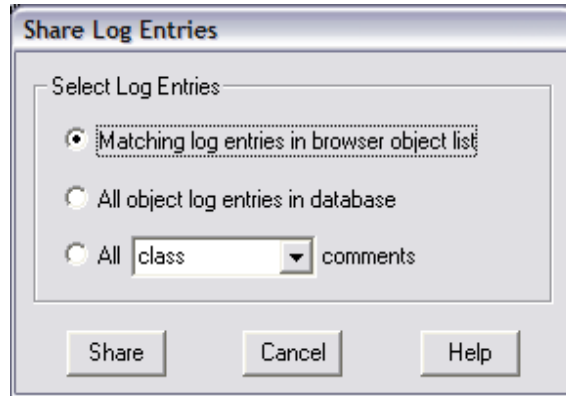 Share Log Entries
Select Log Entries
Matching log entries in browser object list
All object log entries in database
All class comments
Share Cancel Help